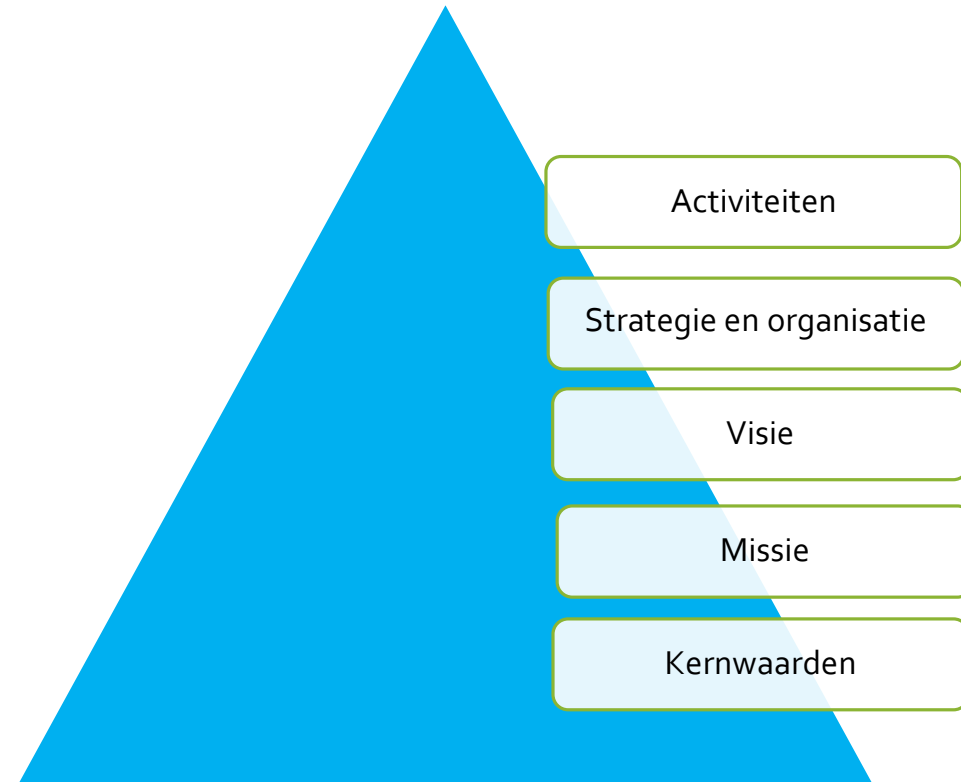 Activiteiten
Strategie en organisatie
Visie
Missie
Kernwaarden